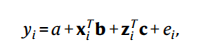 yᵢ = a + xᵢᵀb + zᵢᵀc + eᵢ,